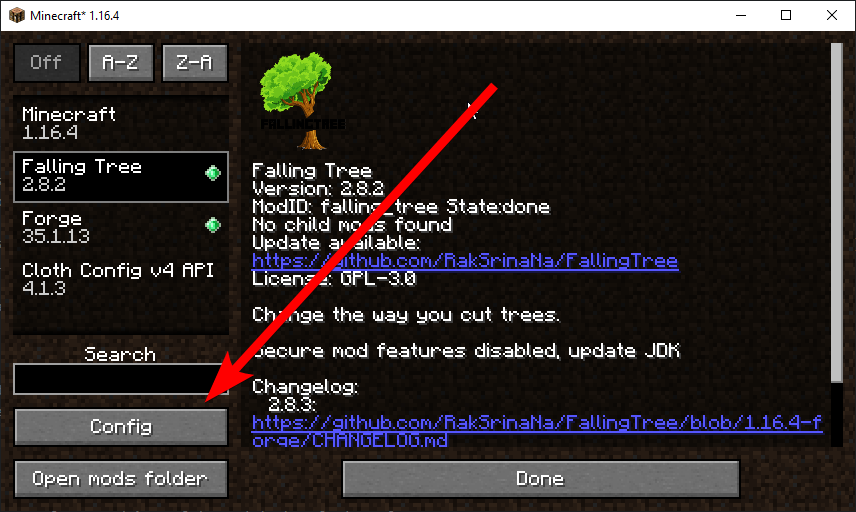 Minecraft* 1.16.4
Off
A-Z
Z-A
Minecraft
1.16.4
Falling Tree
2.8.2
Forge
35.1.13
Cloth Config v4 API
4.1.3
Search
Config
Open mods folder
FALLINGTREE
Falling Tree
Version: 2.8.2
ModID: falling_tree State:done
No child mods found
Update available:
https://github.com/RakSrinaNa/FallingTree
License: GPL-3.0
Change the way you cut trees.
Secure mod features disabled, update JDK
Changelog:
2.8.3:
https://github.com/RakSrinaNa/FallingTree/blob/1.16.4-f
orge/CHANGELOG.md
Done